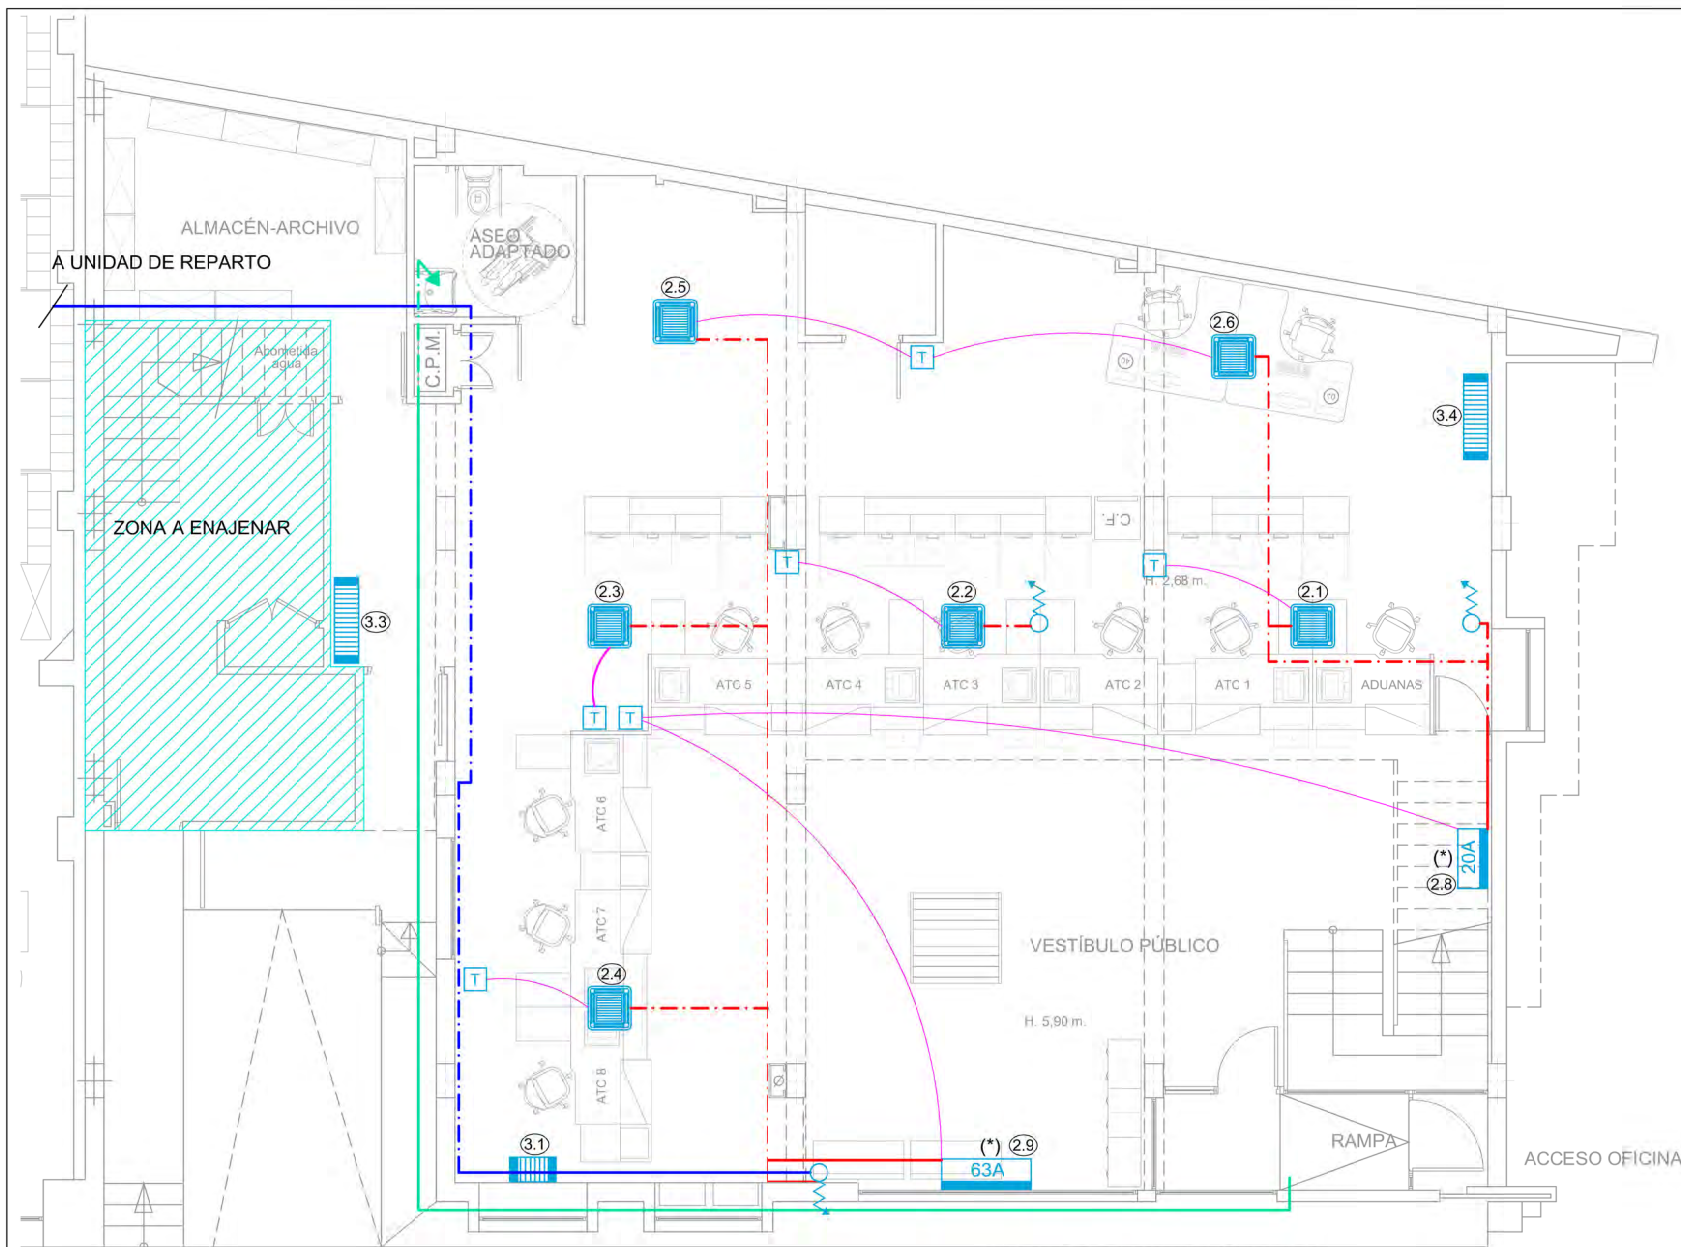 ALMACÉN-ARCHIVO
ASEO
ADAPTADO
A UNIDAD DE REPARTO
2.5
2.6
T
C.P.M.
Acometida
agua
3.4
C.F.
ZONA A ENAJENAR
T
T
H. 2,68 m.
2.3
2.2
2.1
3.3
ATC 5
ATC 4
ATC 3
ATC 2
ATC 1
ADUANAS
T
T
ATC 6
(*)
20A
2.8
ATC 7
VESTÍBULO PÚBLICO
2.4
T
H. 5,90 m.
ATC 8
3.1
(*)
2.9
63A
RAMPA
ACCESO OFICINA